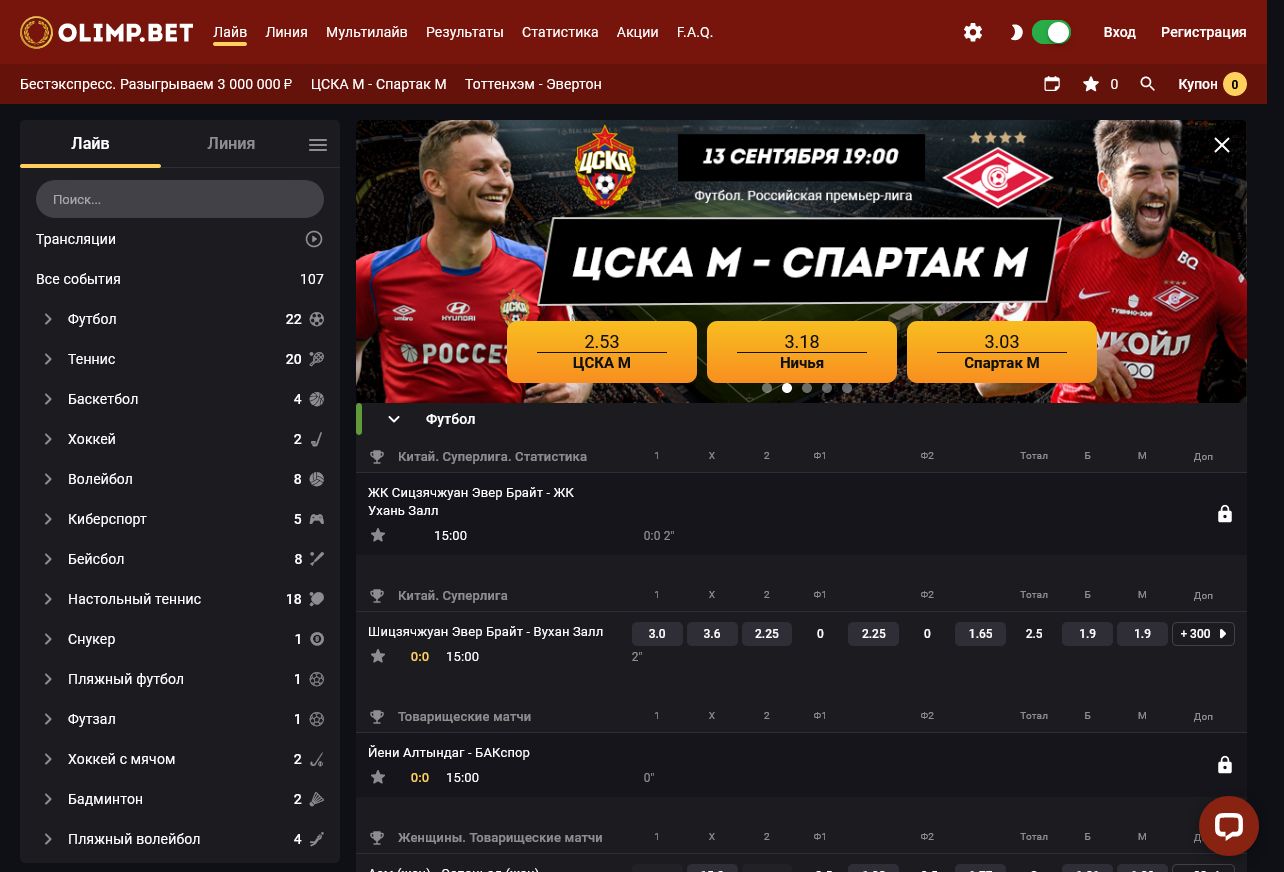 OLIMP.BET Лайв Линия Мультилайв Результаты Статистика Акции F.A.Q. Вход Регистрация
Бестэкспресс. Разыгрываем 3 000 000 ₽ ЦСКА М - Спартак М Тоттенхэм - Эвертон 0 Купон 0
Лайв Линия
Поиск...
Трансляции
Все события 107
Футбол 22
Теннис 20
Баскетбол 4
Хоккей 2
Волейбол 8
Киберспорт 5
Бейсбол 8
Настольный теннис 18
Снукер 1
Пляжный футбол 1
Футзал 1
Хоккей с мячом 2
Бадминтон 2
Пляжный волейбол 4
ЦСКА
13 СЕНТЯБРЯ 19:00
Футбол. Российская премьер-лига
ЦСКА М - СПАРТАК М
umbro HYUNDAI
РОССЕ
BQ
ТУШИНО-2018
УКОЙЛ
2.53 3.18 3.03
ЦСКА М Ничья Спартак М
Футбол
Китай. Суперлига. Статистика 1 X 2 Ф1 Ф2 Тотал Б М Доп
ЖК Сицзячжуан Эвер Брайт - ЖК
Ухань Залл
15:00 0:0 2"
Китай. Суперлига 1 X 2 Ф1 Ф2 Тотал Б М Доп
Шицзячжуан Эвер Брайт - Вухан Залл 3.0 3.6 2.25 0 2.25 0 1.65 2.5 1.9 1.9 + 300
0:0 15:00 2"
Товарищеские матчи 1 X 2 Ф1 Ф2 Тотал Б М Доп
Йени Алтындаг - БАКспор
0:0 15:00 0"
Женщины. Товарищеские матчи 1 X 2 Ф1 Ф2 Тотал Б М